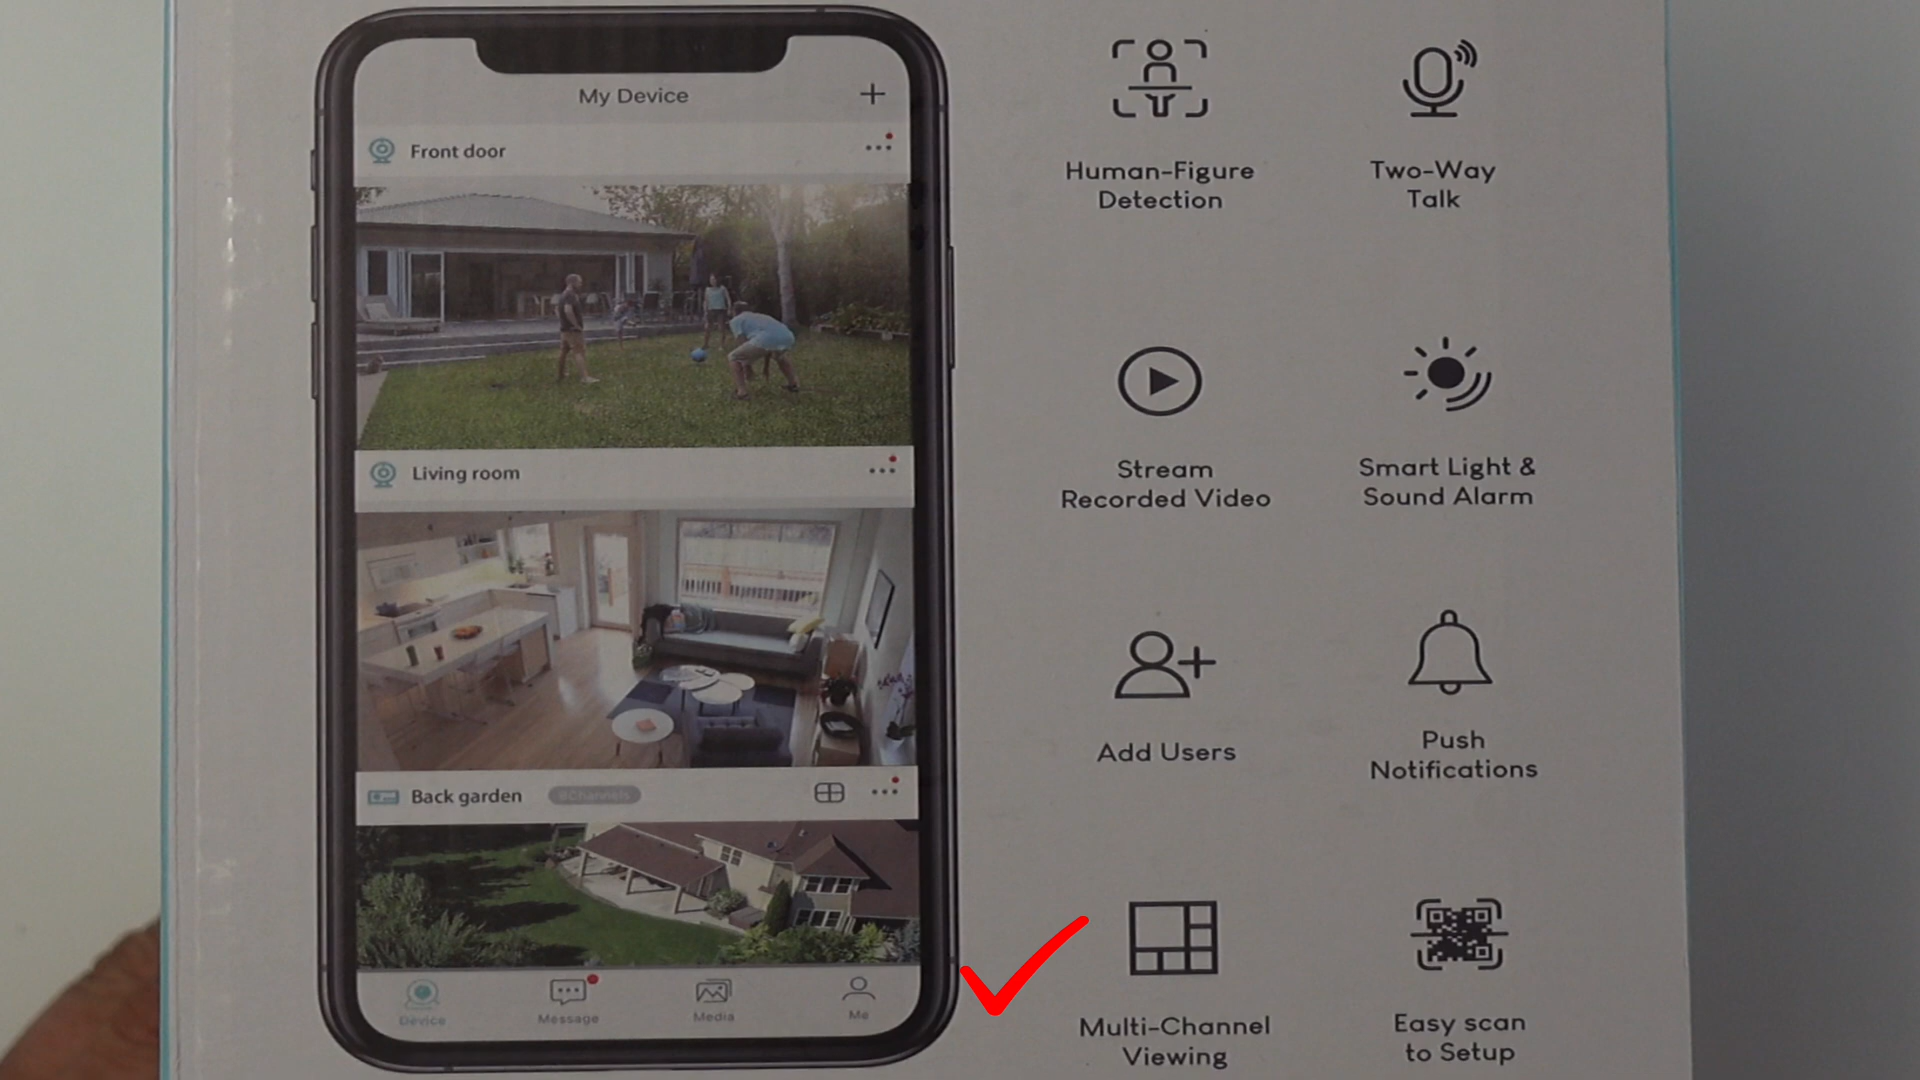 My Device
Front door
Living room
Back garden
Device
Message
Media
Me
Human-Figure
Detection
Two-Way
Talk
Stream
Recorded Video
Smart Light &
Sound Alarm
Add Users
Push
Notifications
Multi-Channel
Viewing
Easy scan
to Setup